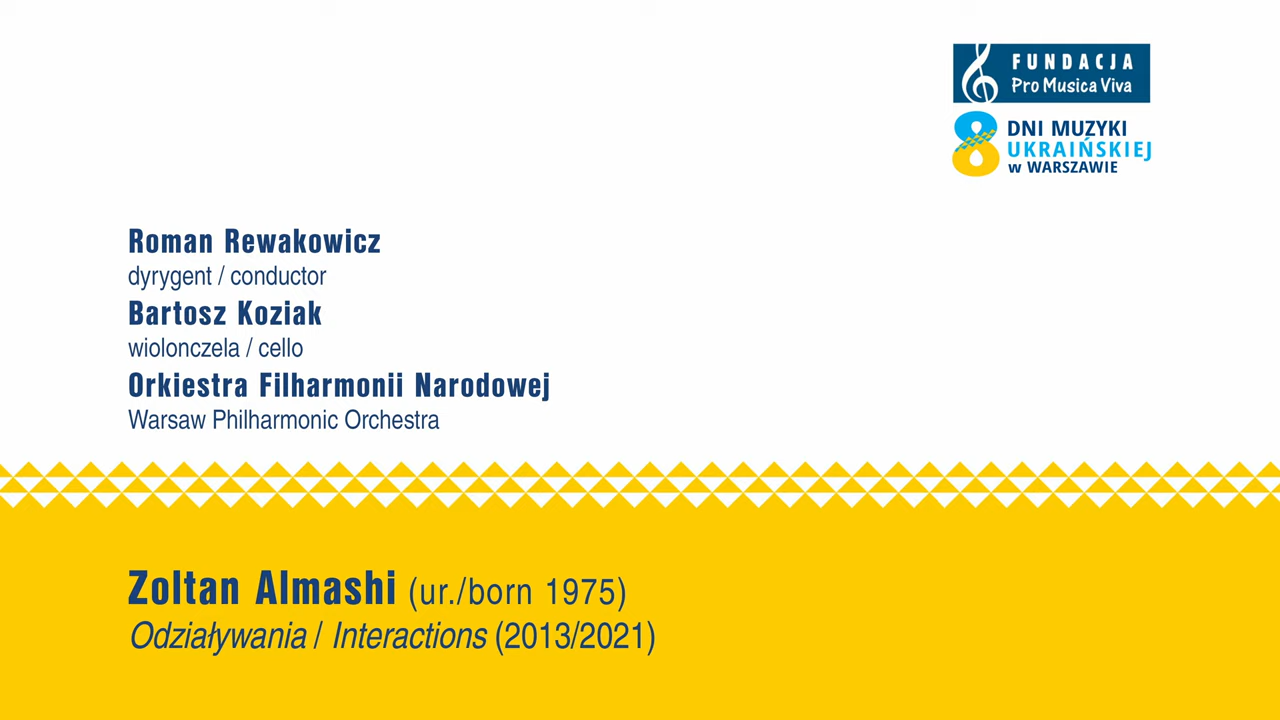 FUNDACJA
Pro Musica Viva
8 DNI MUZYKI
UKRAIŃSKIEJ
w WARSZAWIE
Roman Rewakowicz
dyrygent / conductor
Bartosz Koziak
wiolonczela / cello
Orkiestra Filharmonii Narodowej
Warsaw Philharmonic Orchestra
Zoltan Almashi (ur./born 1975)
Odziaływania / Interactions (2013/2021)